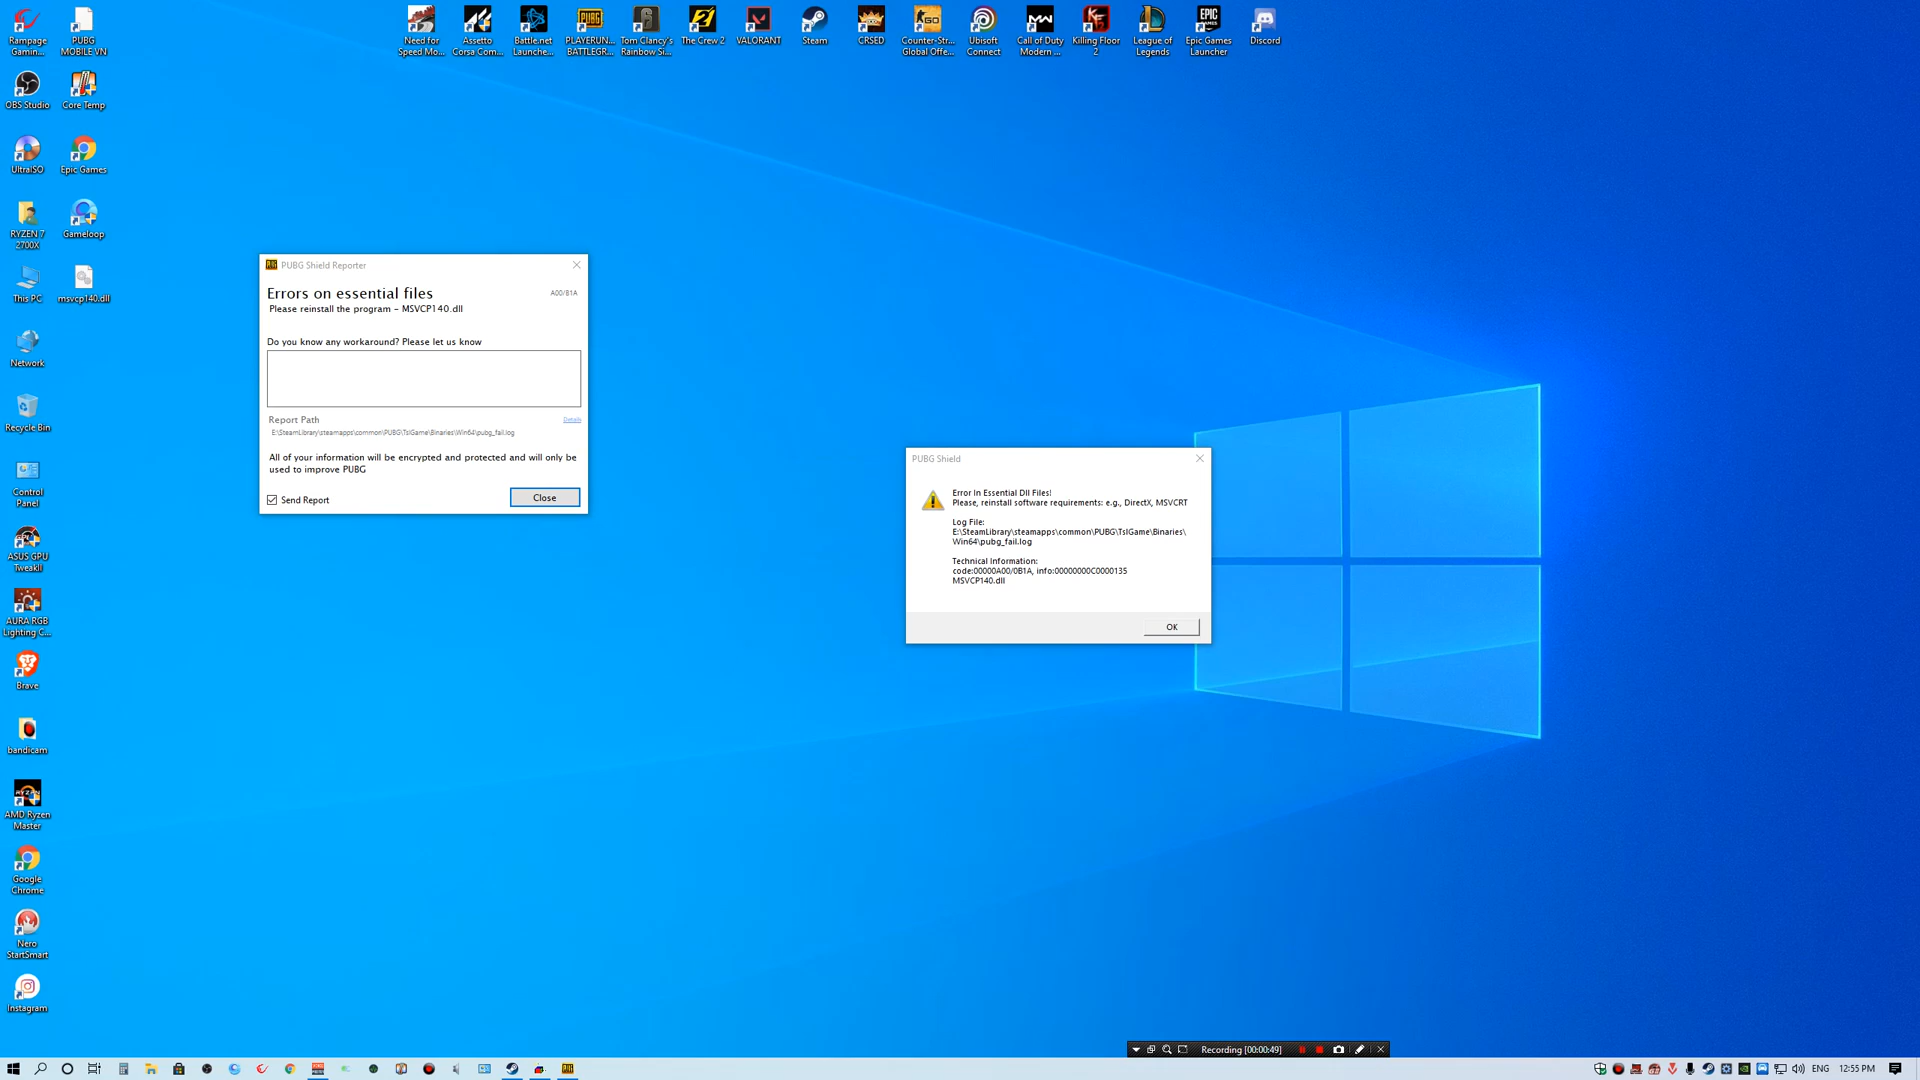 Rampage
Gamin...
PUBG
MOBILE VN
Need for
Speed Mo...
Assetto
Corsa Com...
Battle.net
Launche...
PLAYERUN...
BATTLEGR...
Tom Clancy's
Rainbow Si...
The Crew 2
VALORANT
Steam
CRSED
Counter-Str...
Global Offe...
Ubisoft
Connect
Call of Duty
Modern ...
Killing Floor
2
League of
Legends
Epic Games
Launcher
Discord
OBS Studio
Core Temp
UltraISO
Epic Games
RYZEN 7
2700X
Gameloop
This PC
msvcp140.dll
Network
Recycle Bin
Control
Panel
ASUS GPU
TweakII
AURA RGB
Lighting C...
Brave
bandicam
AMD Ryzen
Master
Google
Chrome
Nero
StartSmart
Instagram
PUBG Shield Reporter
Errors on essential files
A00/B1A
Please reinstall the program - MSVCP140.dll
Do you know any workaround? Please let us know
Report Path
Details
E:\SteamLibrary\steamapps\common\PUBG\TslGame\Binaries\Win64\pubg_fail.log
All of your information will be encrypted and protected and will only be
used to improve PUBG
Send Report
Close
PUBG Shield
Error In Essential Dll Files!
Please, reinstall software requirements: e.g., DirectX, MSVCRT
Log File:
E:\SteamLibrary\steamapps\common\PUBG\TslGame\Binaries\
Win64\pubg_fail.log
Technical Information:
code:00000A00/0B1A, info:00000000C0000135
MSVCP140.dll
OK
Recording [00:00:49]
ENG
12:55 PM